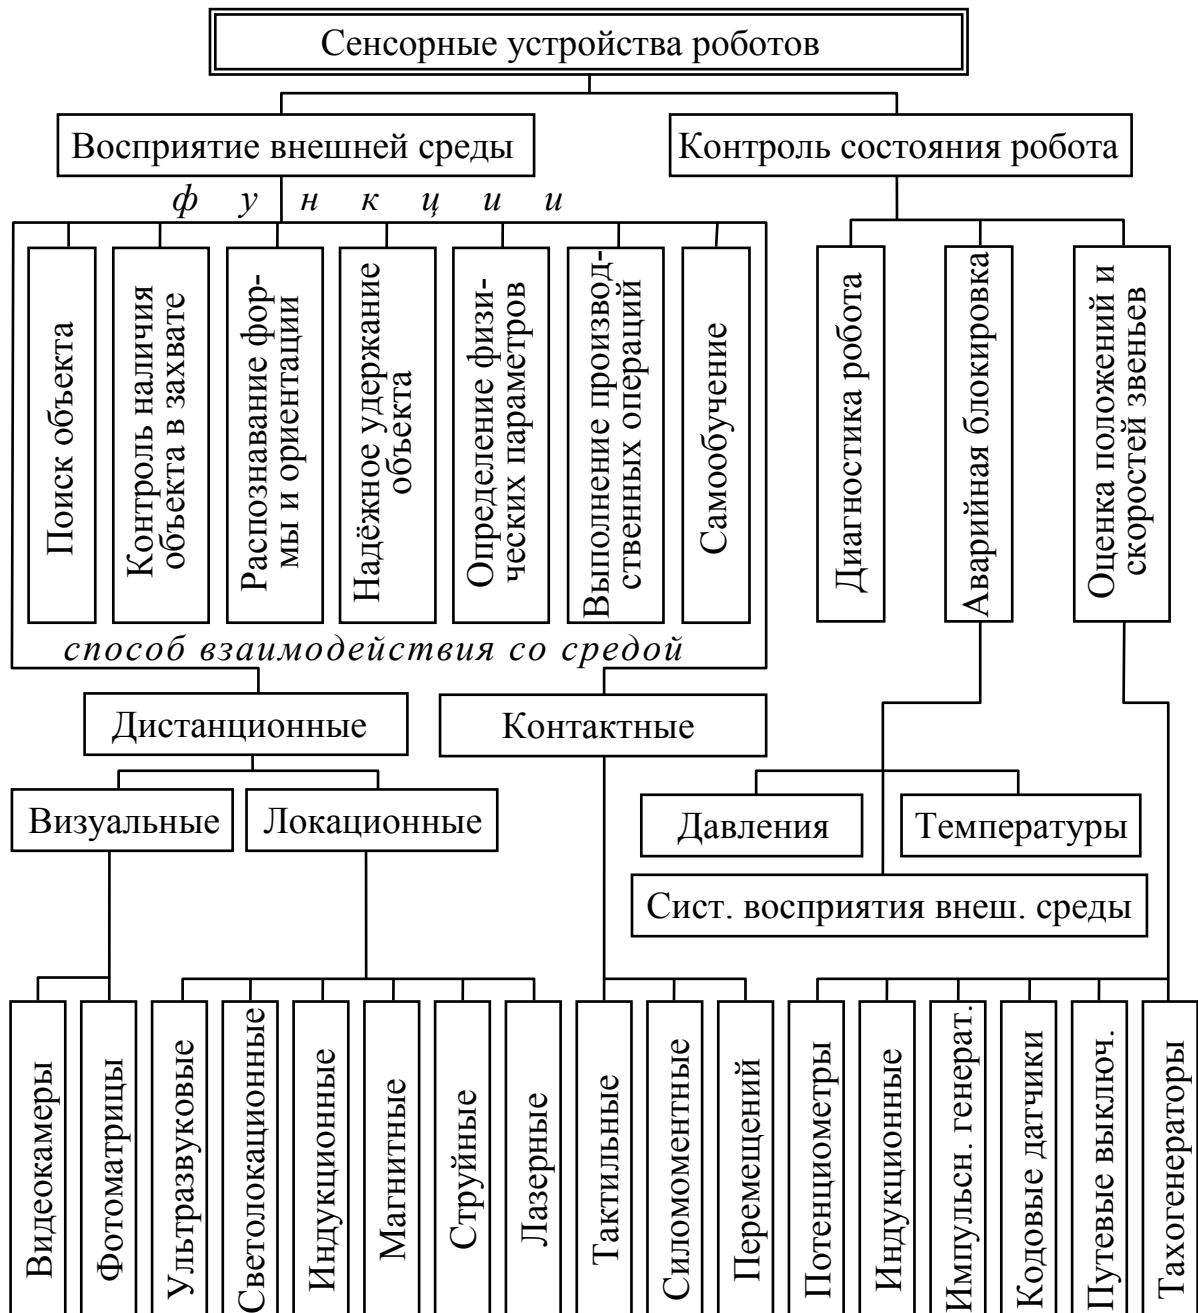 Сенсорные устройства роботов
Восприятие внешней среды
Контроль состояния робота
функции
Поиск объекта
Контроль наличия
объекта в захвате
Распознавание фор-
мы и ориентации
Надёжное удержание
объекта
Определение физи-
ческих параметров
Выполнение производ-
ственных операций
Самообучение
Диагностика робота
Аварийная блокировка
Оценка положений и
скоростей звеньев
способ взаимодействия со средой
Дистанционные
Контактные
Визуальные
Локационные
Давления
Температуры
Сист. восприятия внеш. среды
Видеокамеры
Фотоматрицы
Ультразвуковые
Светолокационные
Индукционные
Магнитные
Струйные
Лазерные
Тактильные
Силомоментные
Перемещений
Потенциометры
Индукционные
Импульсн. генерат.
Кодовые датчики
Путевые выключ.
Тахогенераторы